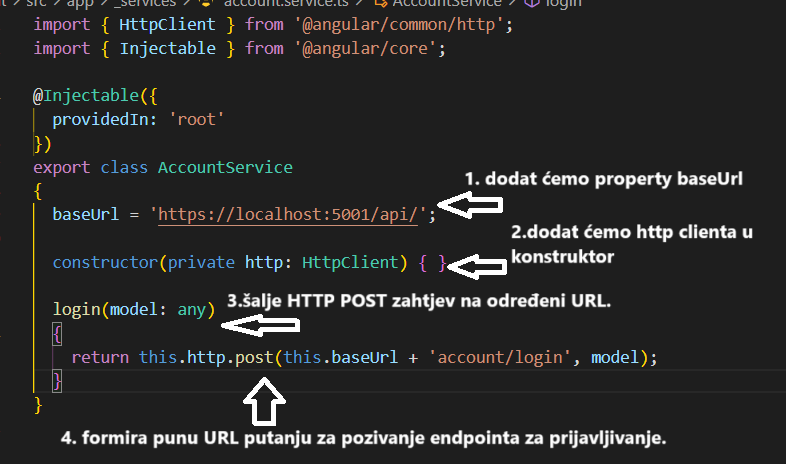 src > app > _services > account.service.ts > AccountService > login
import { HttpClient } from '@angular/common/http';
import { Injectable } from '@angular/core';
@Injectable({
providedIn: 'root'
})
export class AccountService
1. dodat ćemo property baseUrl
{
baseUrl = 'https://localhost:5001/api/';
2.dodat ćemo http clienta u
konstruktor
constructor(private http: HttpClient) { }
login(model: any)
3.šalje HTTP POST zahtjev na određeni URL.
{
return this.http.post(this.baseUrl + 'account/login', model);
}
}
4. formira punu URL putanju za pozivanje endpointa za prijavljivanje.